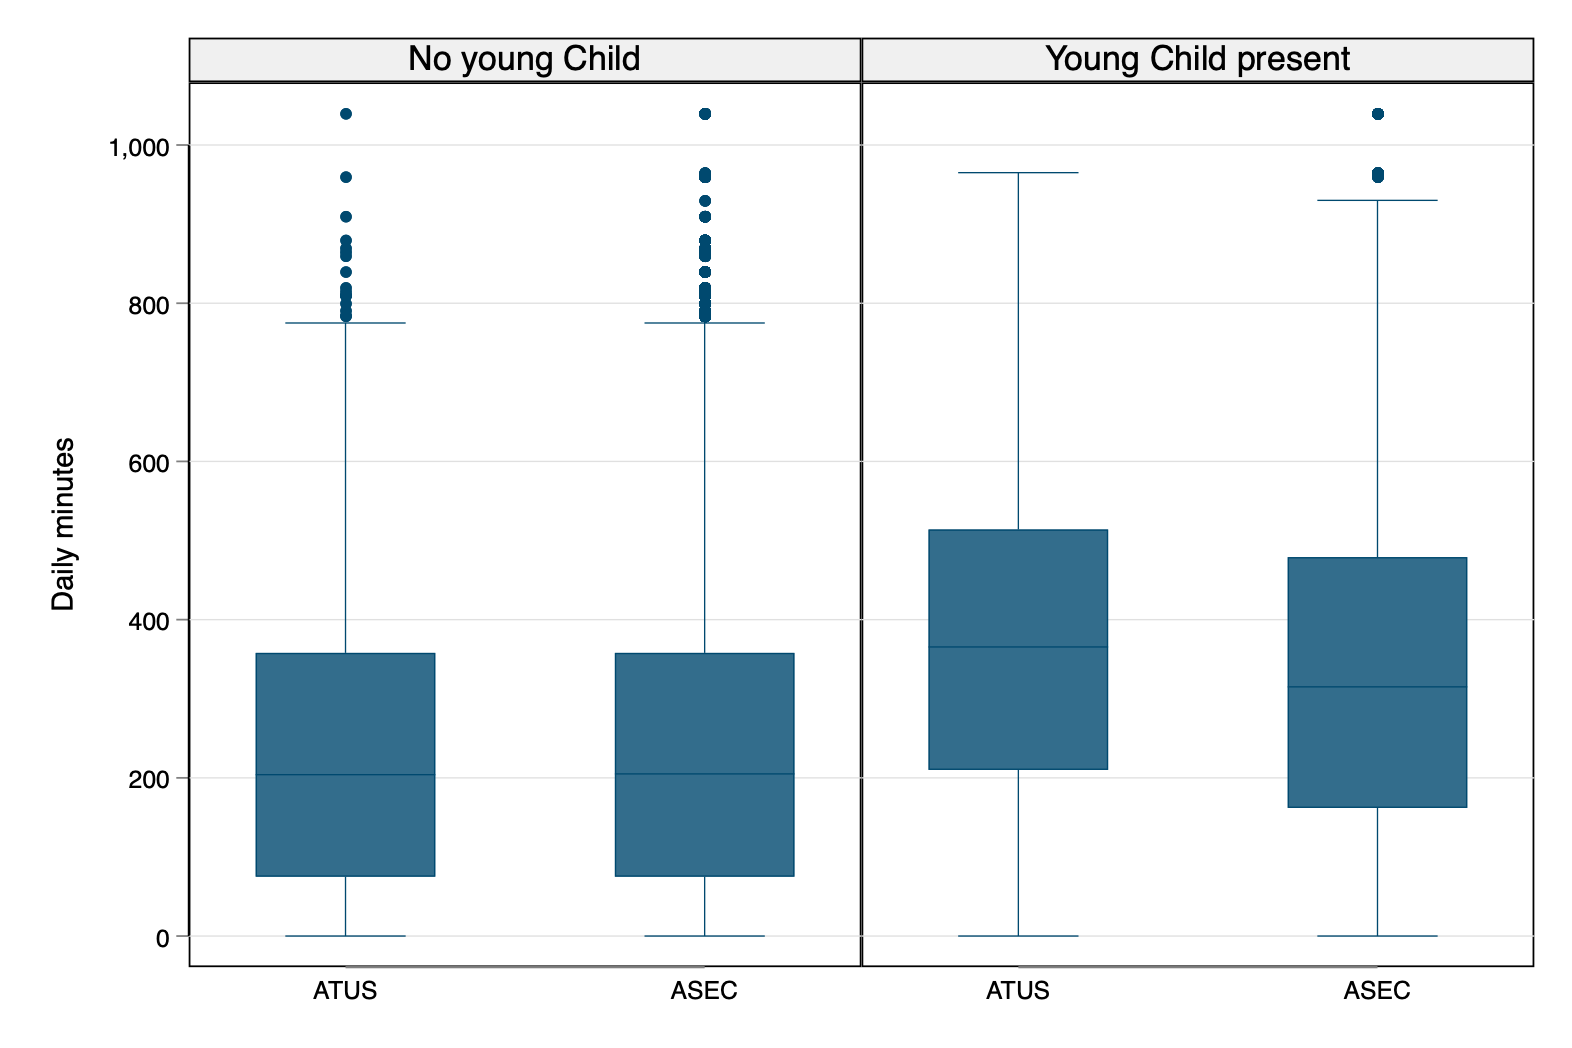 No young Child
Young Child present
Daily minutes
1,000
800
600
400
200
0
ATUS
ASEC
ATUS
ASEC